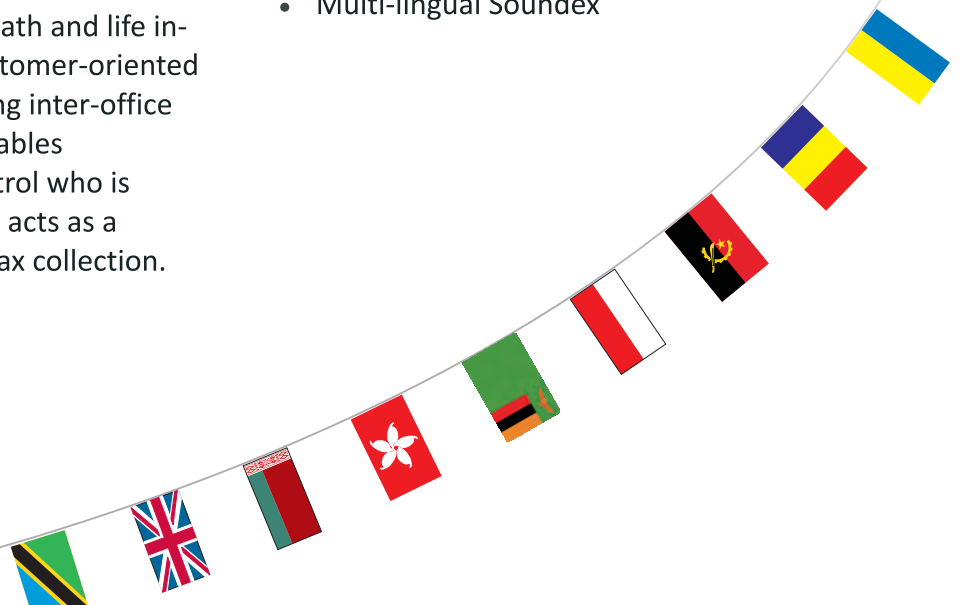 ath and life in-
tomer-oriented
ng inter-office
ables
trol who is
acts as a
ax collection.
• Multi-lingual Soundex